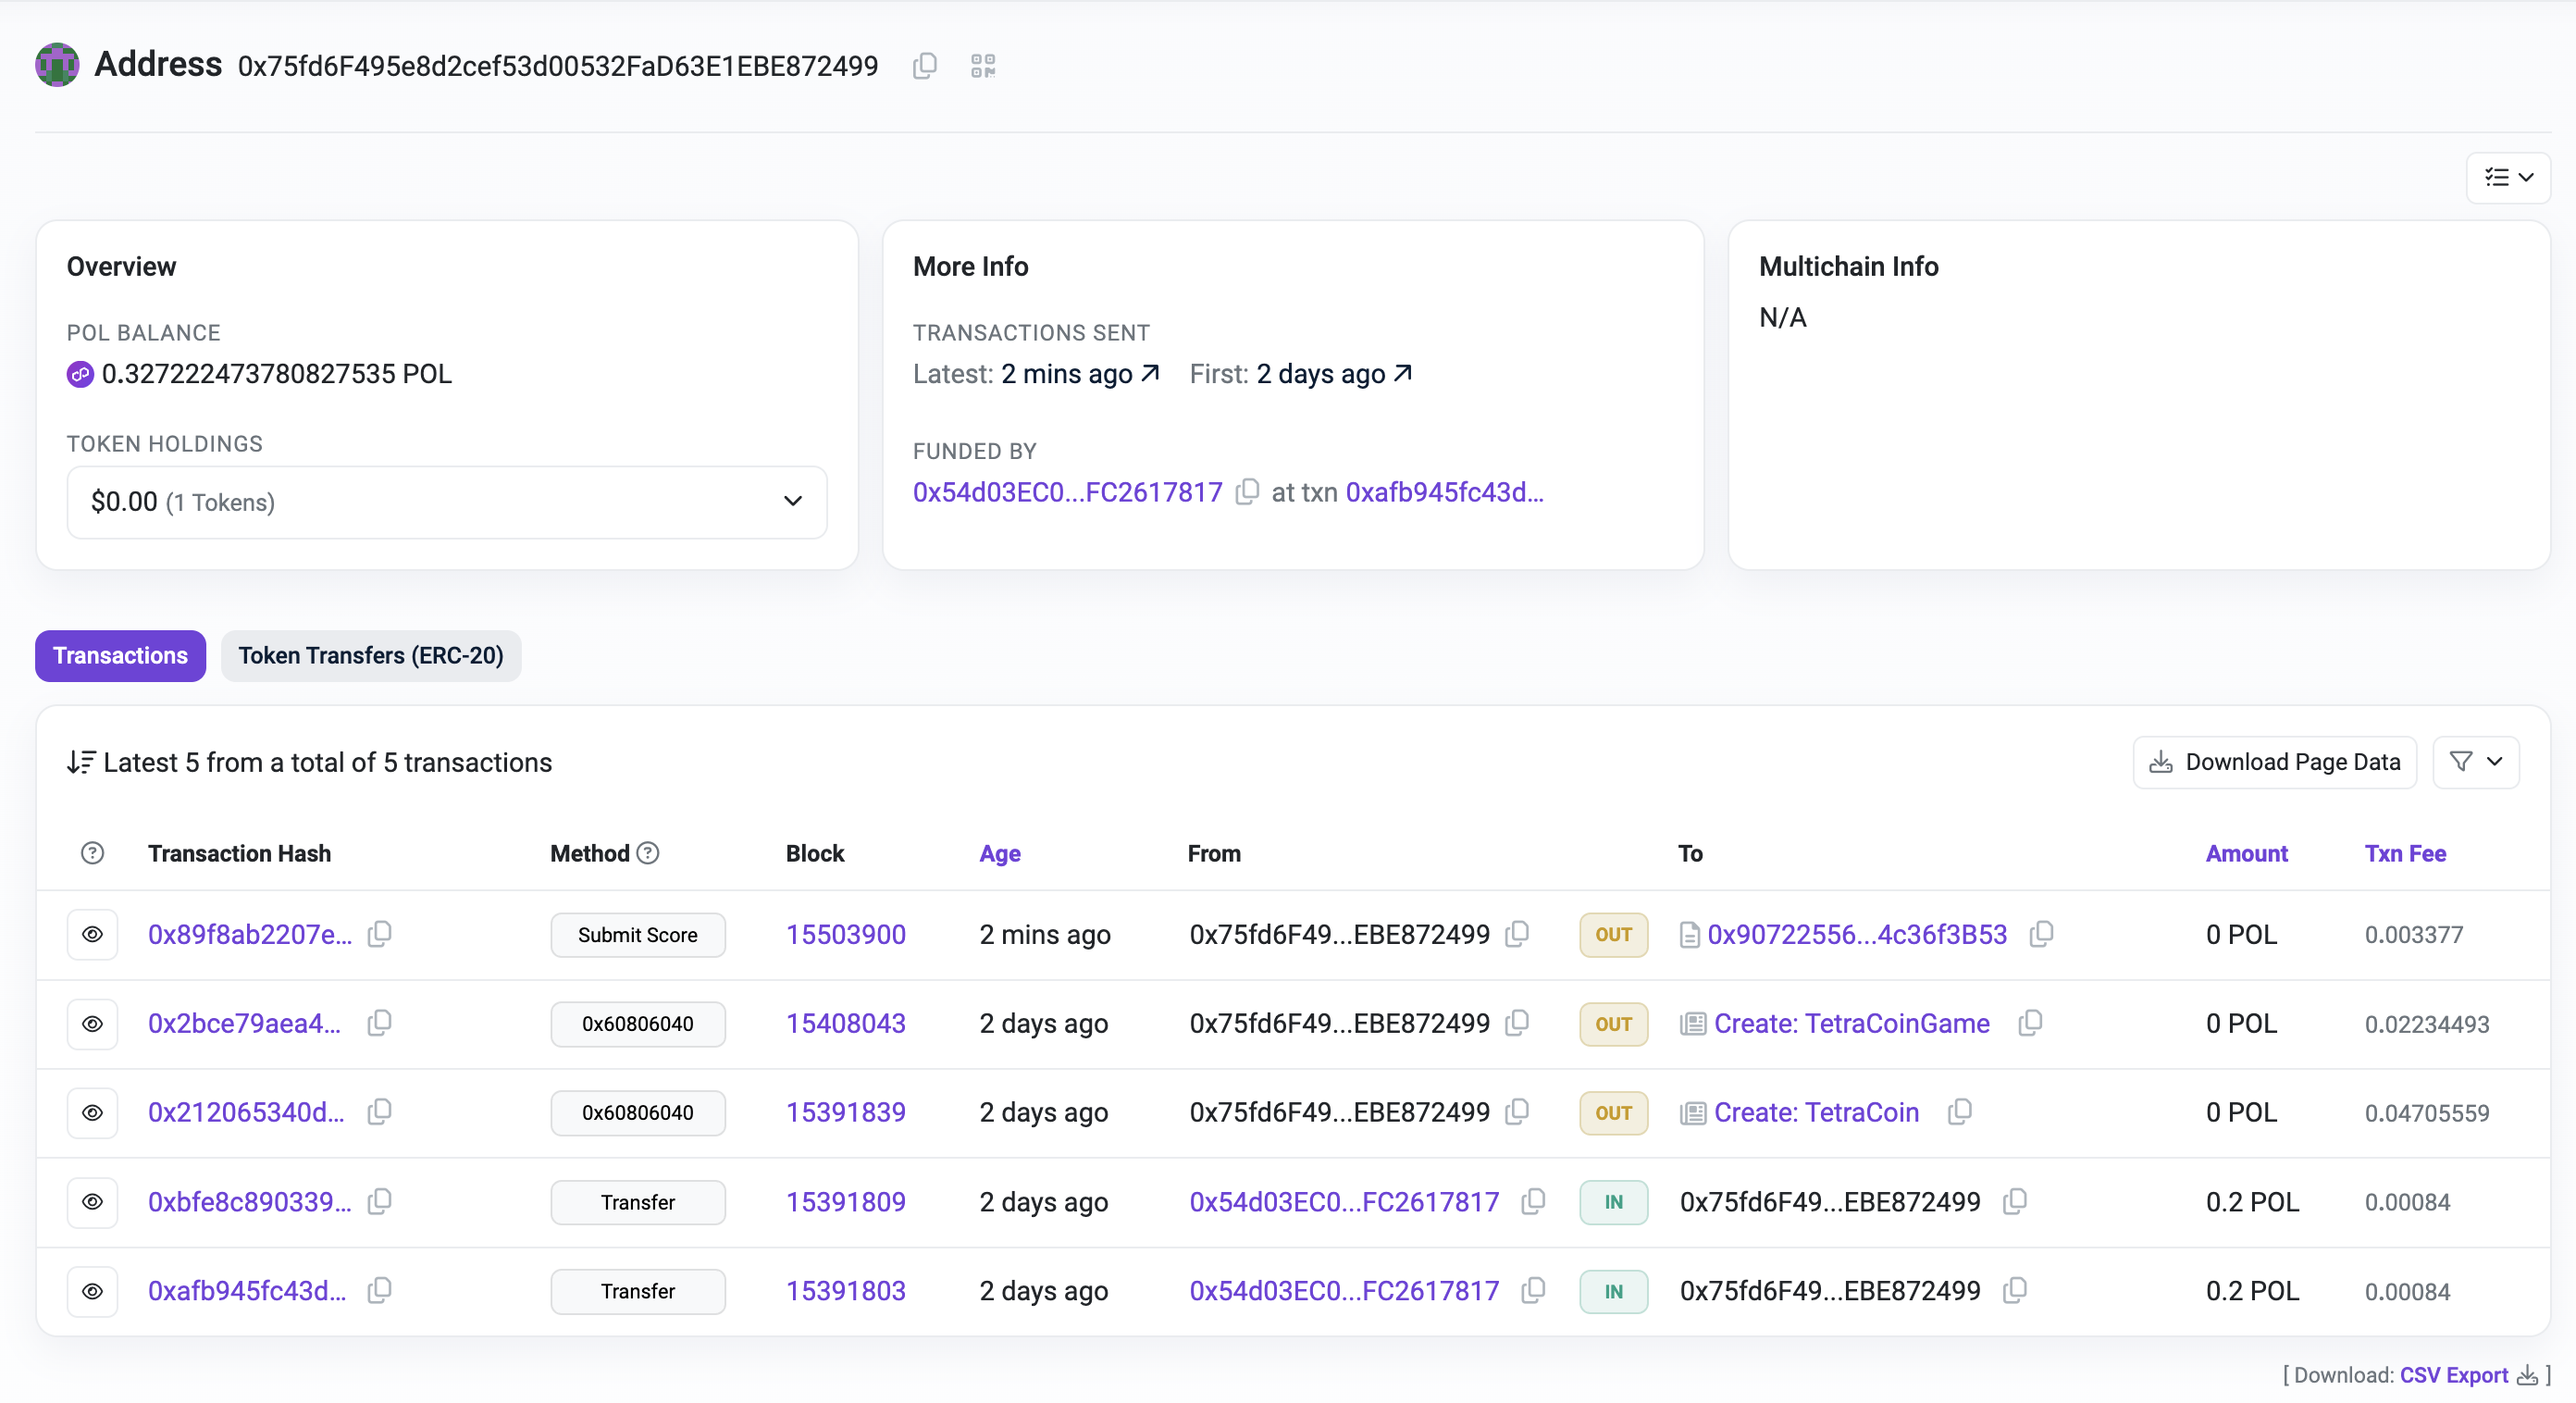 Address 0x75fd6F495e8d2cef53d00532FaD63E1EBE872499
Overview
POL BALANCE
0.327222473780827535 POL
TOKEN HOLDINGS
$0.00 (1 Tokens)
More Info
TRANSACTIONS SENT
Latest: 2 mins ago First: 2 days ago
FUNDED BY
0x54d03EC0...FC2617817 at txn 0xafb945fc43d...
Multichain Info
N/A
Transactions Token Transfers (ERC-20)
Latest 5 from a total of 5 transactions
Download Page Data
Transaction Hash Method Block Age From To Amount Txn Fee
0x89f8ab2207e... Submit Score 15503900 2 mins ago 0x75fd6F49...EBE872499 OUT 0x90722556...4c36f3B53 0 POL 0.003377
0x2bce79aea4... 0x60806040 15408043 2 days ago 0x75fd6F49...EBE872499 OUT Create: TetraCoinGame 0 POL 0.02234493
0x212065340d... 0x60806040 15391839 2 days ago 0x75fd6F49...EBE872499 OUT Create: TetraCoin 0 POL 0.04705559
0xbfe8c890339... Transfer 15391809 2 days ago 0x54d03EC0...FC2617817 IN 0x75fd6F49...EBE872499 0.2 POL 0.00084
0xafb945fc43d... Transfer 15391803 2 days ago 0x54d03EC0...FC2617817 IN 0x75fd6F49...EBE872499 0.2 POL 0.00084
[ Download: CSV Export ]